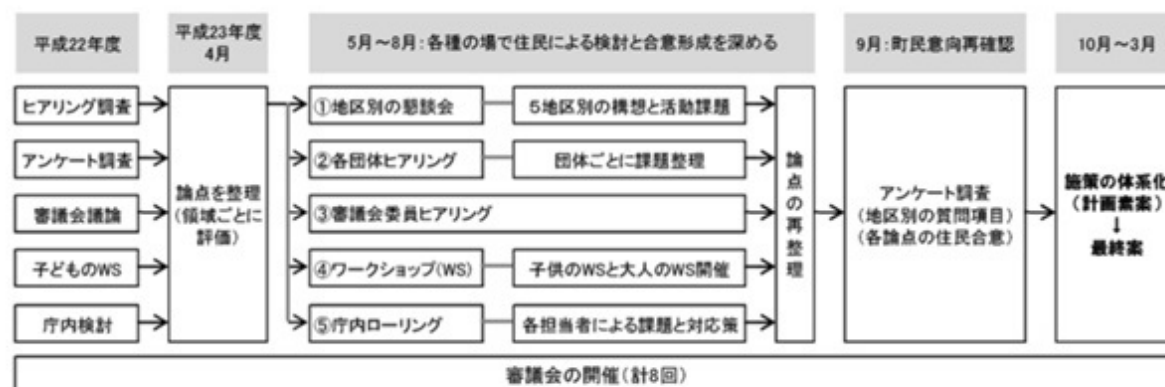 平成22年度
平成23年度
4月
5月～8月：各種の場で住民による検討と合意形成を深める
9月：町民意向再確認
10月～3月
ヒアリング調査
アンケート調査
審議会議論
子どものWS
庁内検討
論点を整理
(領域ごとに
評価)
①地区別の懇談会
5地区別の構想と活動課題
②各団体ヒアリング
団体ごとに課題整理
③審議会委員ヒアリング
④ワークショップ(WS)
子供のWSと大人のWS開催
⑤庁内ローリング
各担当者による課題と対応策
論点の再整理
アンケート調査
(地区別の質問項目)
(各論点の住民合意)
施策の体系化
(計画素案)
↓
最終案
審議会の開催(計8回)